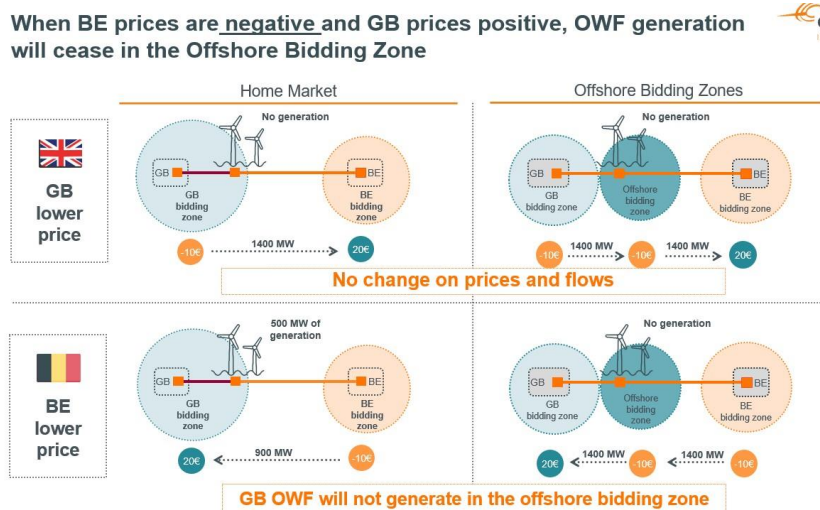 When BE prices are negative and GB prices positive, OWF generation
will cease in the Offshore Bidding Zone
Home Market
Offshore Bidding Zones
GB
lower
price
No generation
GB
BE
GB
bidding
zone
BE
bidding
zone
-10€
1400 MW
20€
No generation
GB
BE
GB
bidding zone
Offshore
bidding
zone
BE
bidding zone
-10€
1400 MW
-10€
1400 MW
20€
No change on prices and flows
BE
lower
price
500 MW of
generation
GB
BE
GB
bidding
zone
BE
bidding
zone
20€
900 MW
-10€
No generation
GB
BE
GB
bidding zone
Offshore
bidding
zone
BE
bidding zone
20€
1400 MW
-10€
1400 MW
-10€
GB OWF will not generate in the offshore bidding zone